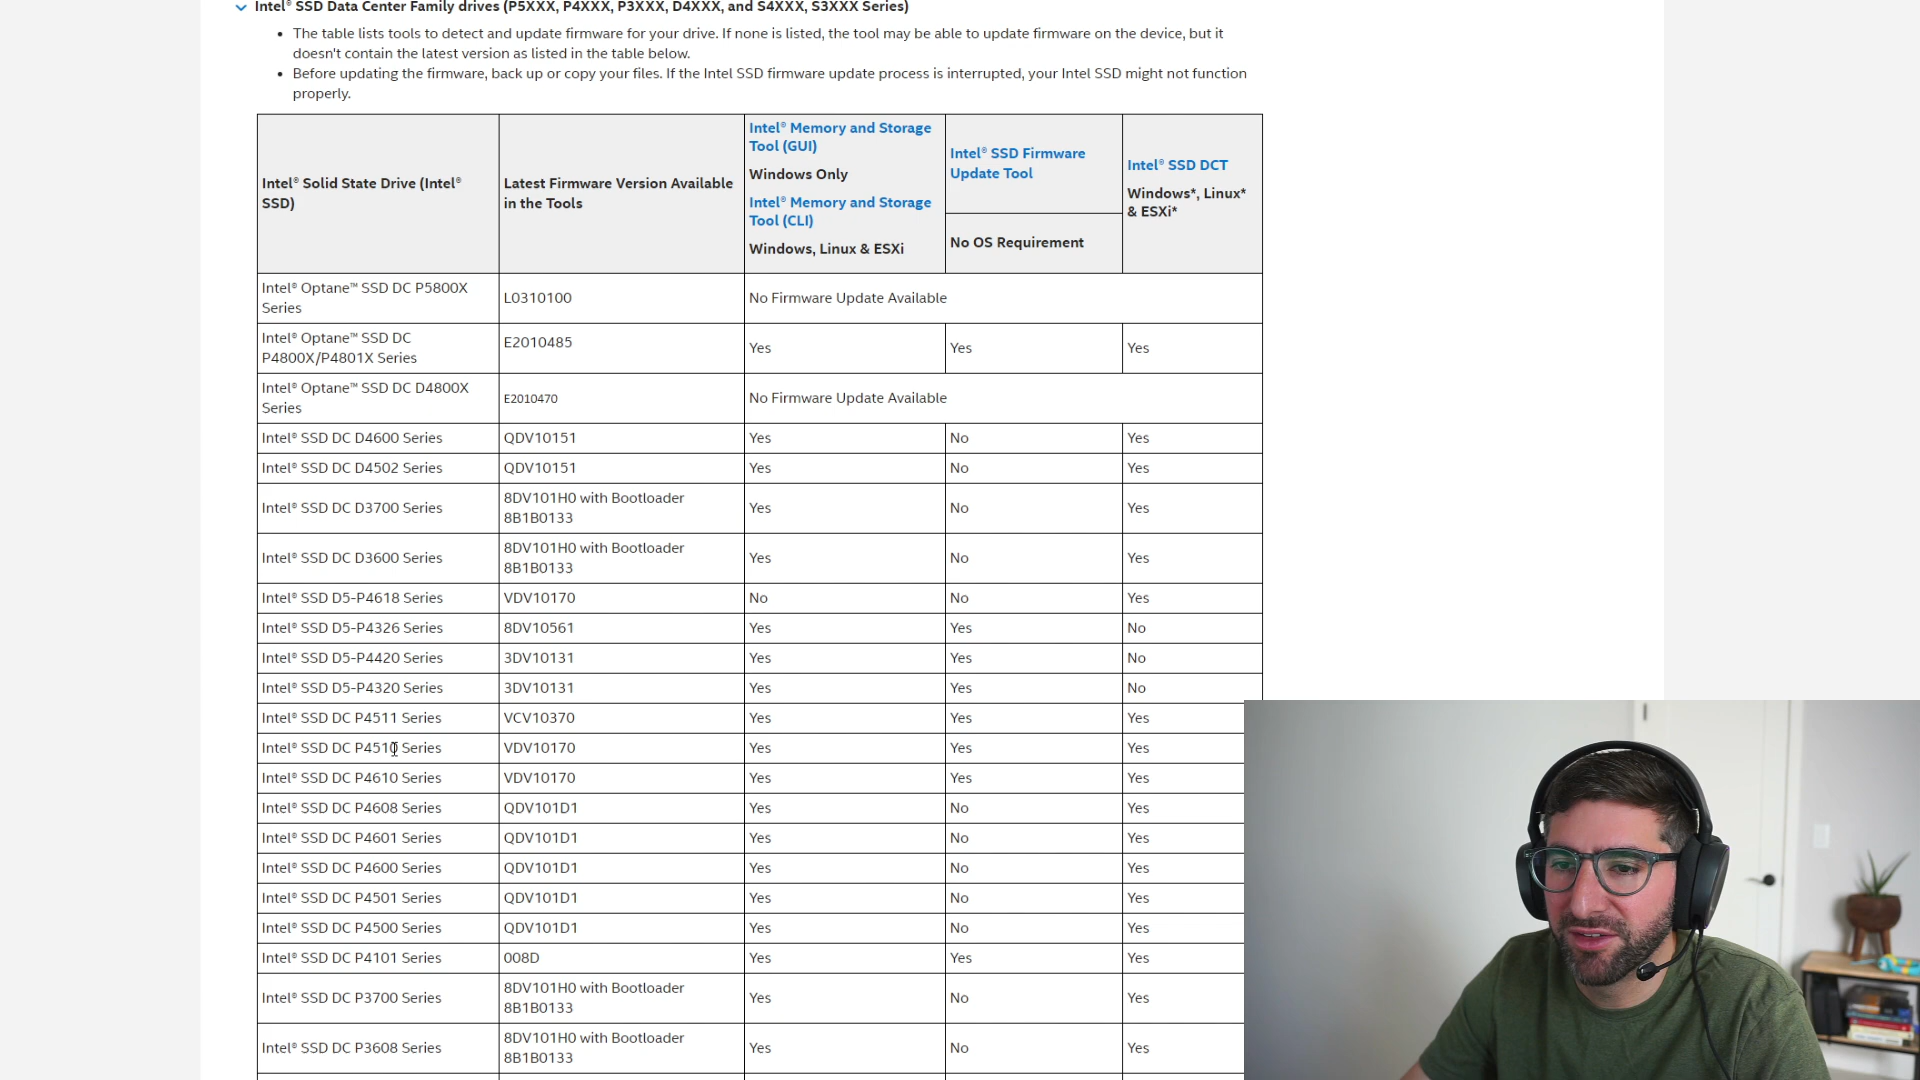 Intel® SSD Data Center Family drives (P5XXX, P4XXX, P3XXX, D4XXX, and S4XXX, S3XXX Series)
• The table lists tools to detect and update firmware for your drive. If none is listed, the tool may be able to update firmware on the device, but it
doesn't contain the latest version as listed in the table below.
• Before updating the firmware, back up or copy your files. If the Intel SSD firmware update process is interrupted, your Intel SSD might not function
properly.
Intel® Solid State Drive (Intel®
SSD)
Latest Firmware Version Available
in the Tools
Intel® Memory and Storage
Tool (GUI)
Windows Only
Intel® Memory and Storage
Tool (CLI)
Windows, Linux & ESXi
Intel® SSD Firmware
Update Tool
No OS Requirement
Intel® SSD DCT
Windows*, Linux*
& ESXi*
Intel® Optane™ SSD DC P5800X
Series
L0310100
No Firmware Update Available
Intel® Optane™ SSD DC
P4800X/P4801X Series
E2010485
Yes
Yes
Yes
Intel® Optane™ SSD DC D4800X
Series
E2010470
No Firmware Update Available
Intel® SSD DC D4600 Series QDV10151 Yes No Yes
Intel® SSD DC D4502 Series QDV10151 Yes No Yes
Intel® SSD DC D3700 Series
8DV101H0 with Bootloader
8B1B0133
Yes
No
Yes
Intel® SSD DC D3600 Series
8DV101H0 with Bootloader
8B1B0133
Yes
No
Yes
Intel® SSD D5-P4618 Series VDV10170 No No Yes
Intel® SSD D5-P4326 Series 8DV10561 Yes Yes No
Intel® SSD D5-P4420 Series 3DV10131 Yes Yes No
Intel® SSD D5-P4320 Series 3DV10131 Yes Yes No
Intel® SSD DC P4511 Series VCV10370 Yes Yes Yes
Intel® SSD DC P4510 Series VDV10170 Yes Yes Yes
Intel® SSD DC P4610 Series VDV10170 Yes Yes Yes
Intel® SSD DC P4608 Series QDV101D1 Yes No Yes
Intel® SSD DC P4601 Series QDV101D1 Yes No Yes
Intel® SSD DC P4600 Series QDV101D1 Yes No Yes
Intel® SSD DC P4501 Series QDV101D1 Yes No Yes
Intel® SSD DC P4500 Series QDV101D1 Yes No Yes
Intel® SSD DC P4101 Series 008D Yes Yes Yes
Intel® SSD DC P3700 Series
8DV101H0 with Bootloader
8B1B0133
Yes
No
Yes
Intel® SSD DC P3608 Series
8DV101H0 with Bootloader
8B1B0133
Yes
No
Yes